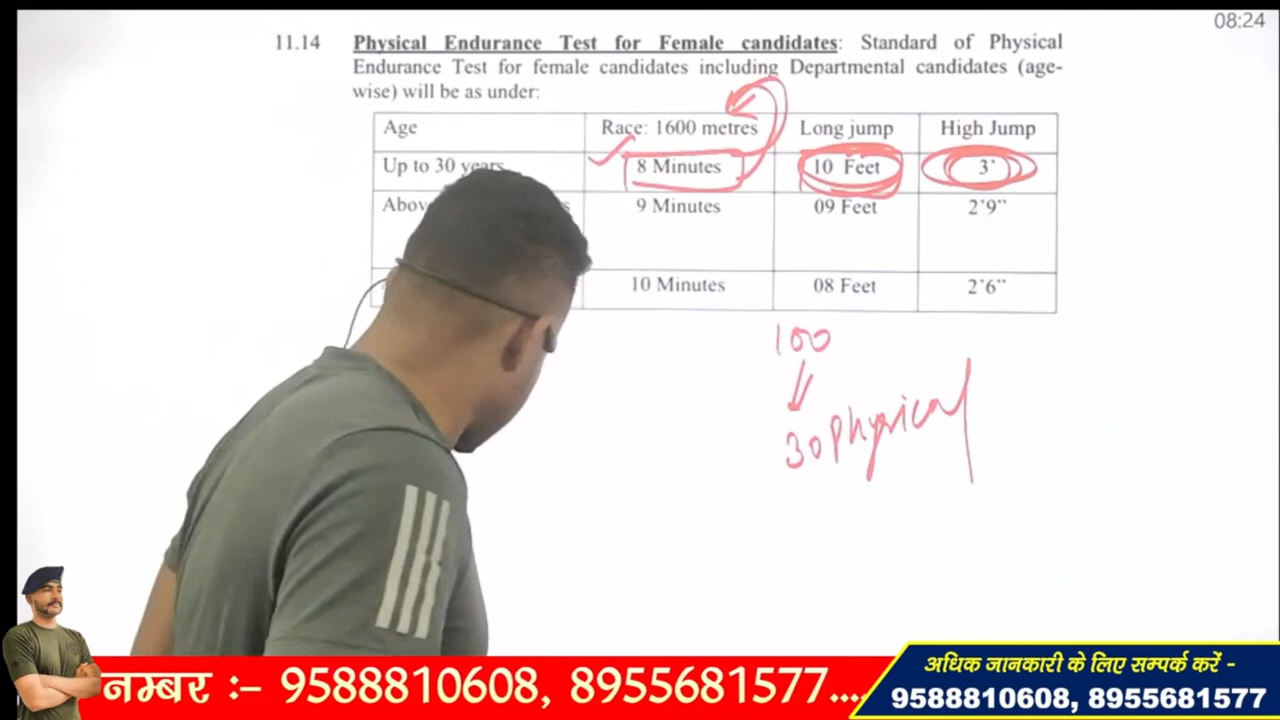 08:24
11.14 Physical Endurance Test for Female candidates: Standard of Physical
Endurance Test for female candidates including Departmental candidates (age-
wise) will be as under:
Age Race: 1600 metres Long jump High Jump
Up to 30 years 8 Minutes 10 Feet 3'
9 Minutes 09 Feet 2'9"
10 Minutes 08 Feet 2'6"
100
30 Physical
नम्बर :- 9588810608, 8955681577....
अधिक जानकारी के लिए सम्पर्क करें -
9588810608, 8955681577